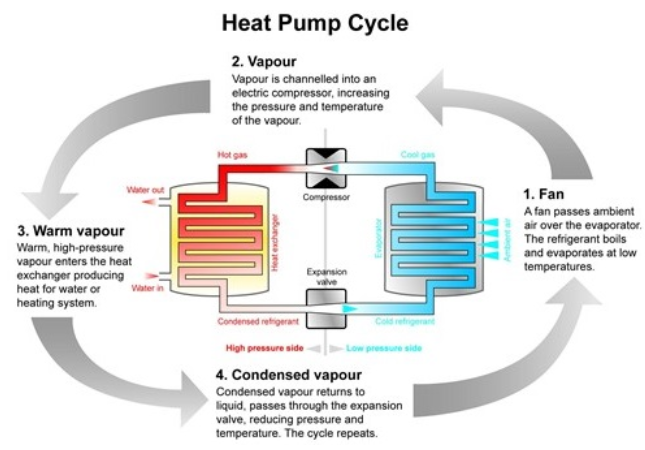 Heat Pump Cycle
2. Vapour
Vapour is channelled into an
electric compressor, increasing
the pressure and temperature
of the vapour.
Hot gas
Cool gas
Compressor
Water out
Water in
Heat exchanger
Evaporator
Ambient air
1. Fan
A fan passes ambient
air over the evaporator.
The refrigerant boils
and evaporates at low
temperatures.
3. Warm vapour
Warm, high-pressure
vapour enters the heat
exchanger producing
heat for water or
heating system.
Expansion
valve
Condensed refrigerant
Cold refrigerant
High pressure side
Low pressure side
4. Condensed vapour
Condensed vapour returns to
liquid, passes through the expansion
valve, reducing pressure and
temperature. The cycle repeats.